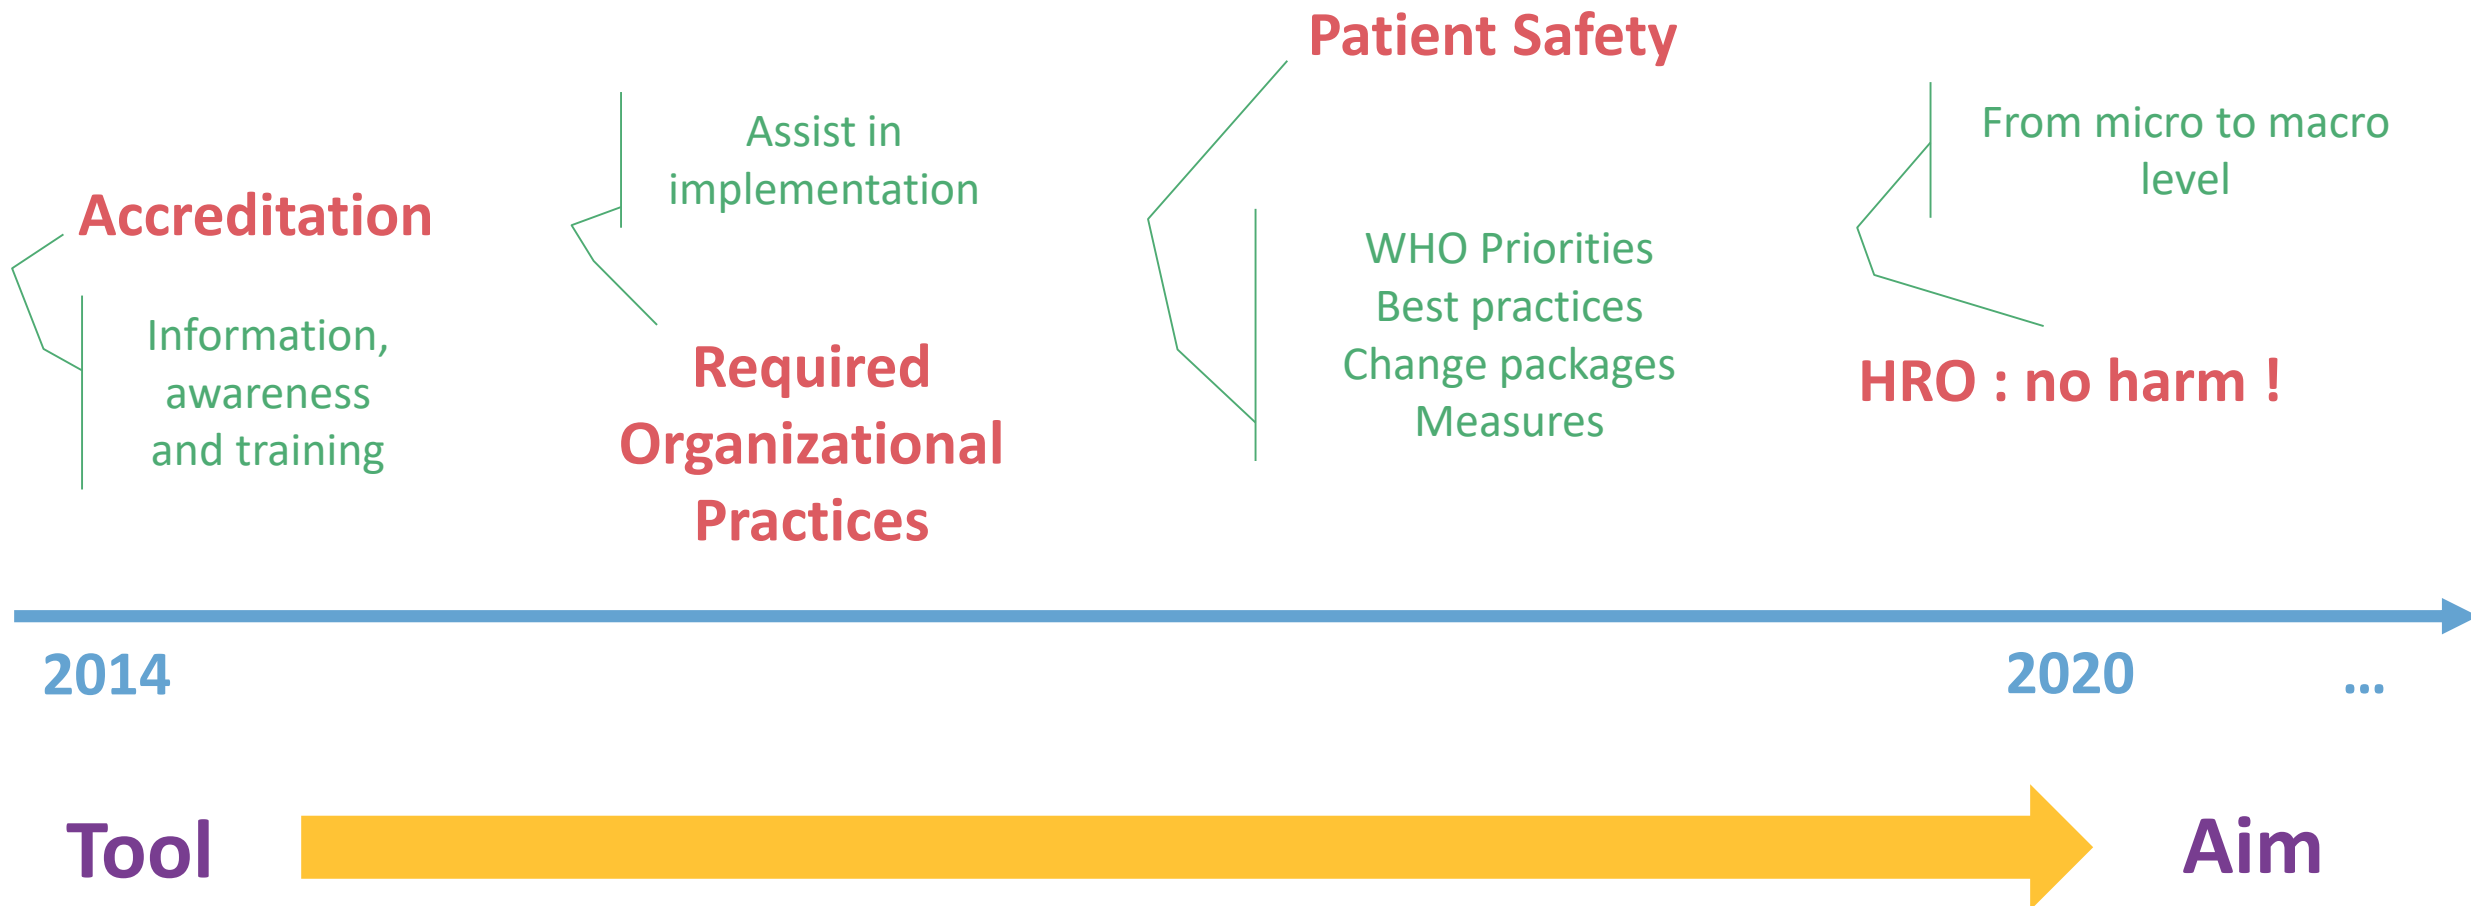 Accreditation
Information,
awareness
and training
Assist in
implementation
Required
Organizational
Practices
Patient Safety
WHO Priorities
Best practices
Change packages
Measures
From micro to macro
level
HRO : no harm !
2014
2020
...
Tool
Aim